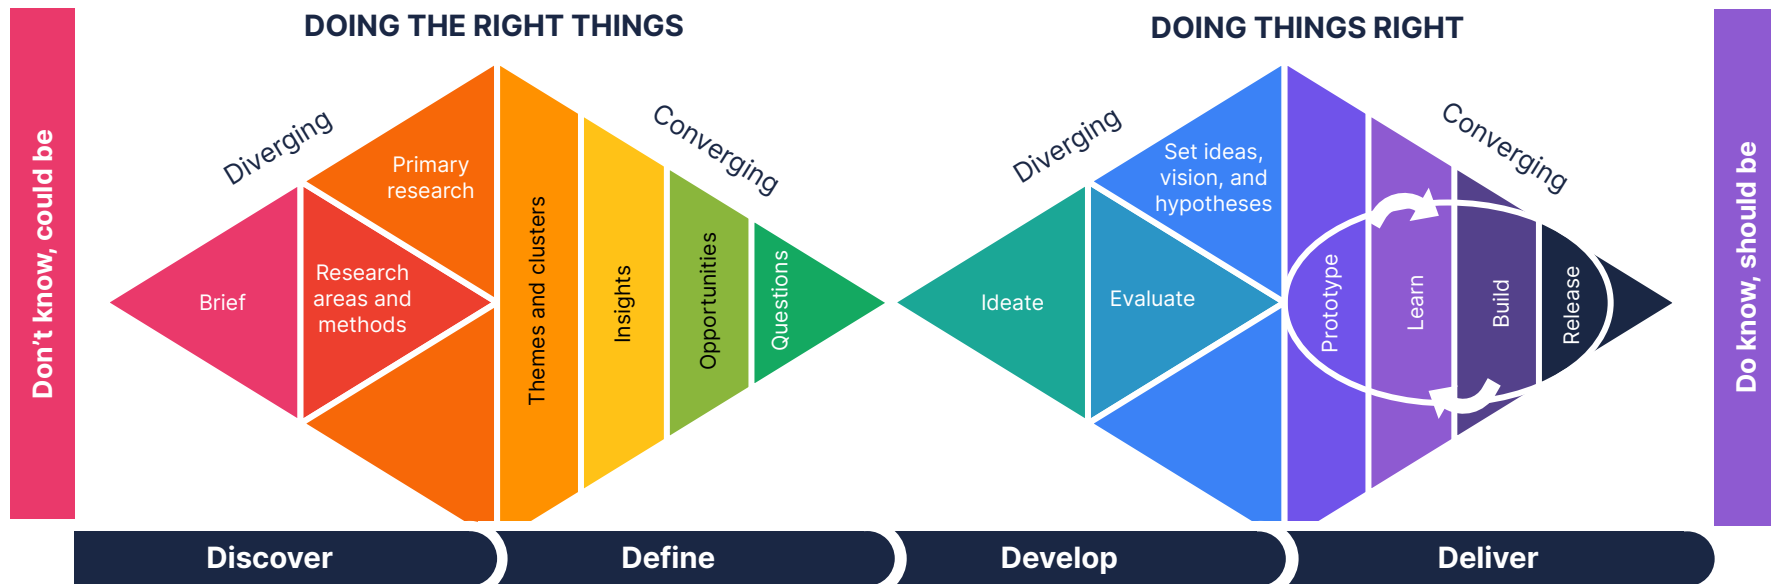 DOING THE RIGHT THINGS
DOING THINGS RIGHT
Don’t know, could be
Diverging
Converging
Brief
Research
areas and
methods
Primary
research
Themes and clusters
Insights
Opportunities
Questions
Diverging
Converging
Ideate
Evaluate
Set ideas,
vision, and
hypotheses
Prototype
Learn
Build
Release
Do know, should be
Discover
Define
Develop
Deliver